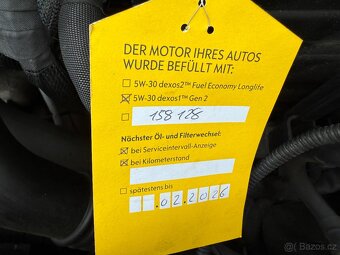 DER MOTOR IHRES AUTOS
WURDE BEFÜLLT MIT:
5W-30 dexos2™ Fuel Economy Longlife
5W-30 dexos1™ Gen 2
158 128
Nächster Öl- und Filterwechsel:
bei Serviceintervall-Anzeige
bei Kilometerstand
spätestens bis
.02.2026
Bazoš.cz